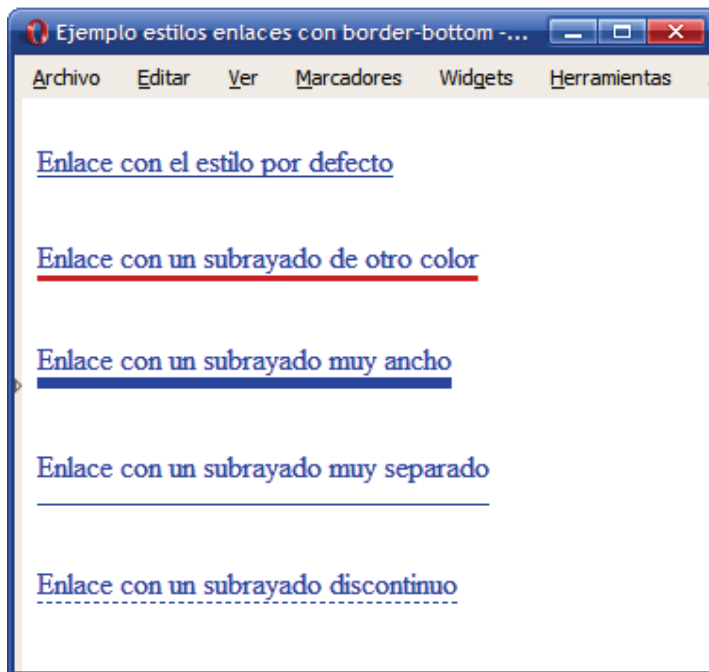 Ejemplo estilos enlaces con border-bottom -...
Archivo Editar Ver Marcadores Widgets Herramientas
Enlace con el estilo por defecto
Enlace con un subrayado de otro color
Enlace con un subrayado muy ancho
Enlace con un subrayado muy separado
Enlace con un subrayado discontinuo